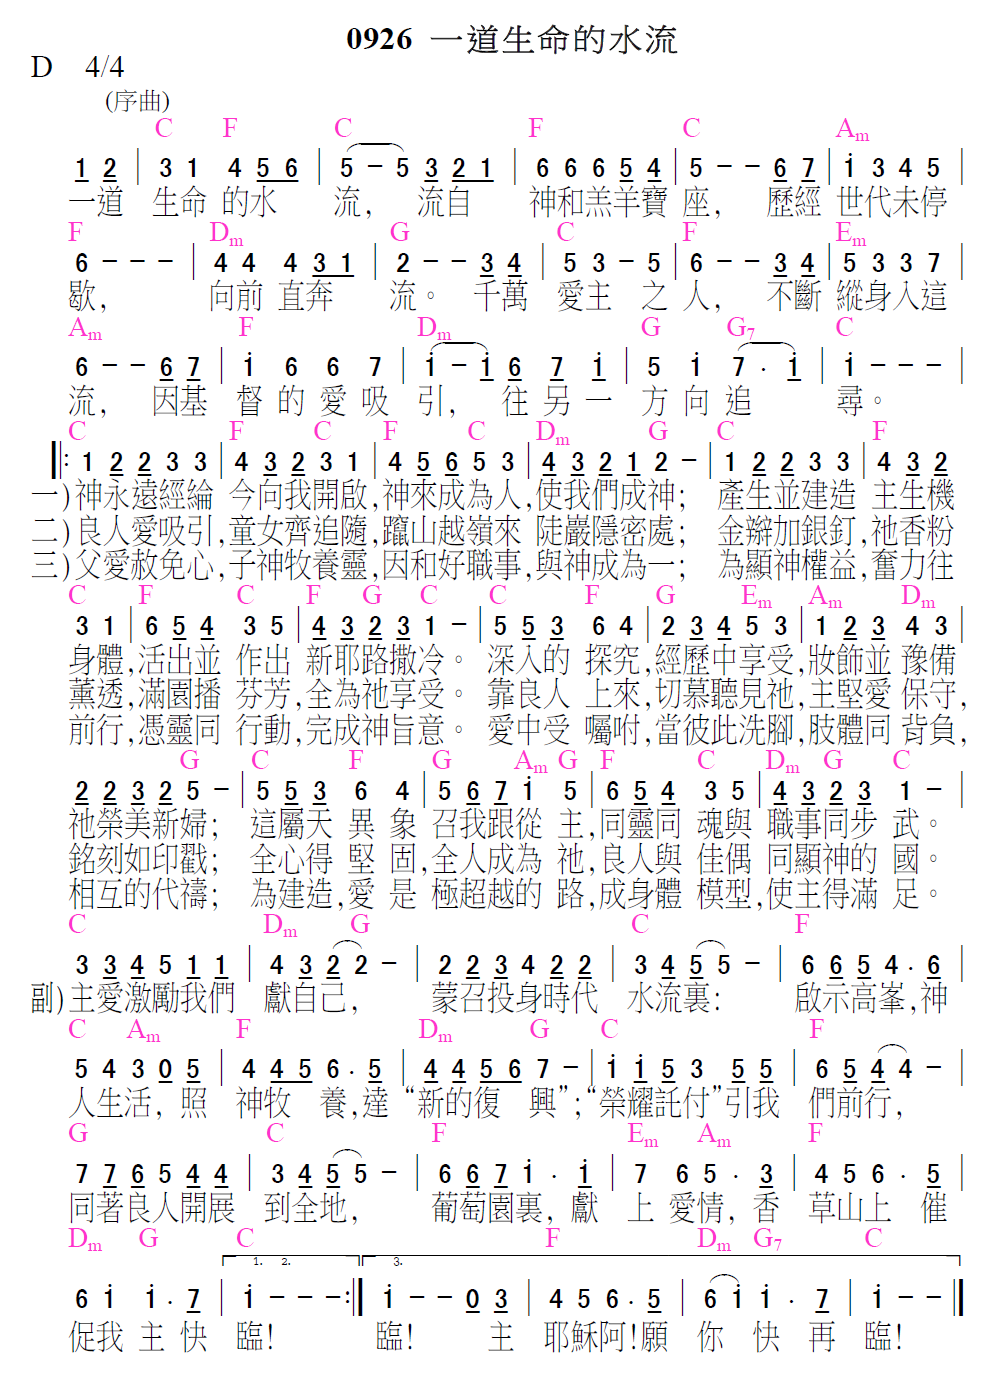 0926 一道生命的水流
D 4/4
(序曲)
C F C F C Am
1 2 | 3 1 4 5 6 | 5 - 5 3 2 1 | 6 6 6 5 4 | 5 - - 6 7 | i 3 4 5 |
一道 生命 的水 流, 流自 神和羔羊寶 座, 歷經 世代未停
F Dm G C F Em
6 - - - | 4 4 4 3 1 | 2 - - 3 4 | 5 3 - 5 | 6 - - 3 4 | 5 3 3 7 |
歇, 向前 直奔 流。 千萬 愛主 之 人, 不斷 縱身入這
Am F Dm G G7 C
6 - - 6 7 | i 6 6 7 | i - i 6 7 i | 5 i 7 . i | i - - - |
流, 因基 督 的 愛 吸 引, 往 另 一 方 向 追 尋。
C F C F C Dm G C F
|: 1 2 2 3 3 | 4 3 2 3 1 | 4 5 6 5 3 | 4 3 2 1 2 - | 1 2 2 3 3 | 4 3 2
一)神永遠經綸 今向我開啟,神來成為人,使我們成神; 產生並建造 主生機
二)良人愛吸引,童女齊追隨,躥山越嶺來 陡巖隱密處; 金辮加銀釘,祂香粉
三)父愛赦免心,子神牧養靈,因和好職事,與神成為一; 為顯神權益,奮力往
C F C F G C C F G Em Am Dm
3 1 | 6 5 4 3 5 | 4 3 2 3 1 - | 5 5 3 6 4 | 2 3 4 5 3 | 1 2 3 4 3 |
身體,活出並 作出 新耶路撒冷。 深入的 探究,經歷中享受,妝飾並 豫備
薰透,滿園播 芬芳,全為祂享受。 靠良人 上來,切慕聽見祂,主堅愛 保守,
前行,憑靈同 行動,完成神旨意。 愛中受 囑咐,當彼此洗腳,肢體同 背負,
G C F G Am G F C Dm G C
2 2 3 2 5 - | 5 5 3 6 4 | 5 6 7 i 5 | 6 5 4 3 5 | 4 3 2 3 1 - |
祂榮美新婦; 這屬天 異 象 召我跟從 主,同靈同 魂與 職事同步 武。
銘刻如印戳; 全心得 堅 固,全人成為 祂,良人與 佳偶 同顯神的 國。
相互的代禱; 為建造,愛 是 極超越的 路,成身體 模型,使主得滿 足。
C Dm G C F
3 3 4 5 1 1 | 4 3 2 2 - | 2 2 3 4 2 2 | 3 4 5 5 - | 6 6 5 4 . 6 |
副)主愛激勵我們 獻自己, 蒙召投身時代 水流裏: 啟示高峯,神
C Am F Dm G C F
5 4 3 0 5 | 4 4 5 6 . 5 | 4 4 5 6 7 - | i i 5 3 5 5 | 6 5 4 4 - |
人生活, 照 神牧 養,達“新的復 興”;“榮耀託付”引我 們前行,
G C F Em Am F
7 7 6 5 4 4 | 3 4 5 5 - | 6 6 7 i . i | 7 6 5 . 3 | 4 5 6 . 5 |
同著良人開展 到全地, 葡萄園裏, 獻 上 愛情, 香 草山上 催
Dm G C F Dm G7 C
1. 2. 3.
6 i i . 7 | i - - - :| i - - 0 3 | 4 5 6 . 5 | 6 i i . 7 | i - - |
促我 主 快 臨! 臨! 主 耶穌阿!願 你 快 再 臨!